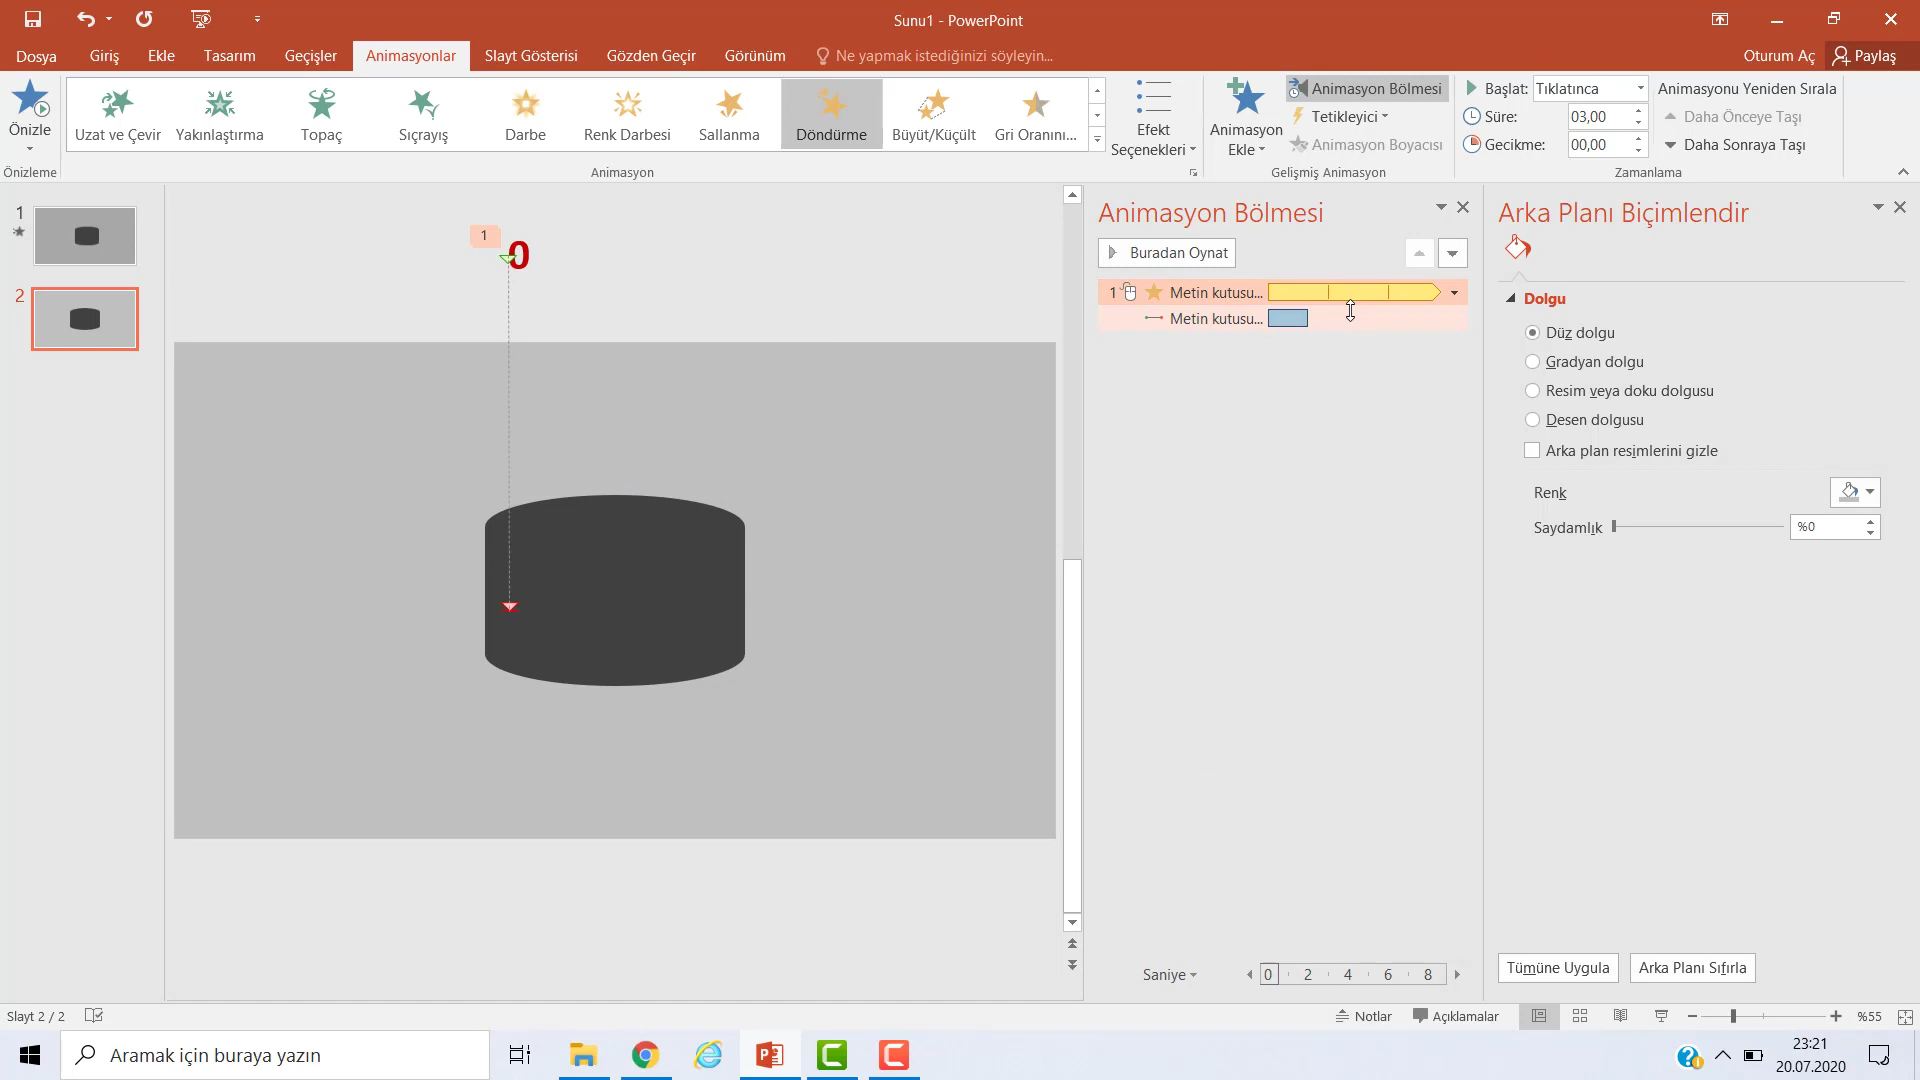 Sunu1 - PowerPoint
Dosya Giriş Ekle Tasarım Geçişler Animasyonlar Slayt Gösterisi Gözden Geçir Görünüm Ne yapmak istediğinizi söyleyin... Oturum Aç Paylaş
Önizle
Önizleme
Uzat ve Çevir Yakınlaştırma Topaç Sıçrayış Darbe Renk Darbesi Sallanma Döndürme Büyüt/Küçült Gri Oranını...
Animasyon
Efekt
Seçenekleri
Animasyon
Ekle
Animasyon Bölmesi
Tetikleyici
Animasyon Boyacısı
Gelişmiş Animasyon
Başlat: Tıklatınca
Süre: 03,00
Gecikme: 00,00
Animasyonu Yeniden Sırala
Daha Önceye Taşı
Daha Sonraya Taşı
Zamanlama
1
2
1
0
Animasyon Bölmesi
Buradan Oynat
1 Metin kutusu...
Metin kutusu...
Saniye 0 2 4 6 8
Arka Planı Biçimlendir
Dolgu
Düz dolgu
Gradyan dolgu
Resim veya doku dolgusu
Desen dolgusu
Arka plan resimlerini gizle
Renk
Saydamlık %0
Tümüne Uygula Arka Planı Sıfırla
Slayt 2 / 2 Notlar Açıklamalar %55
Aramak için buraya yazın
23:21
20.07.2020